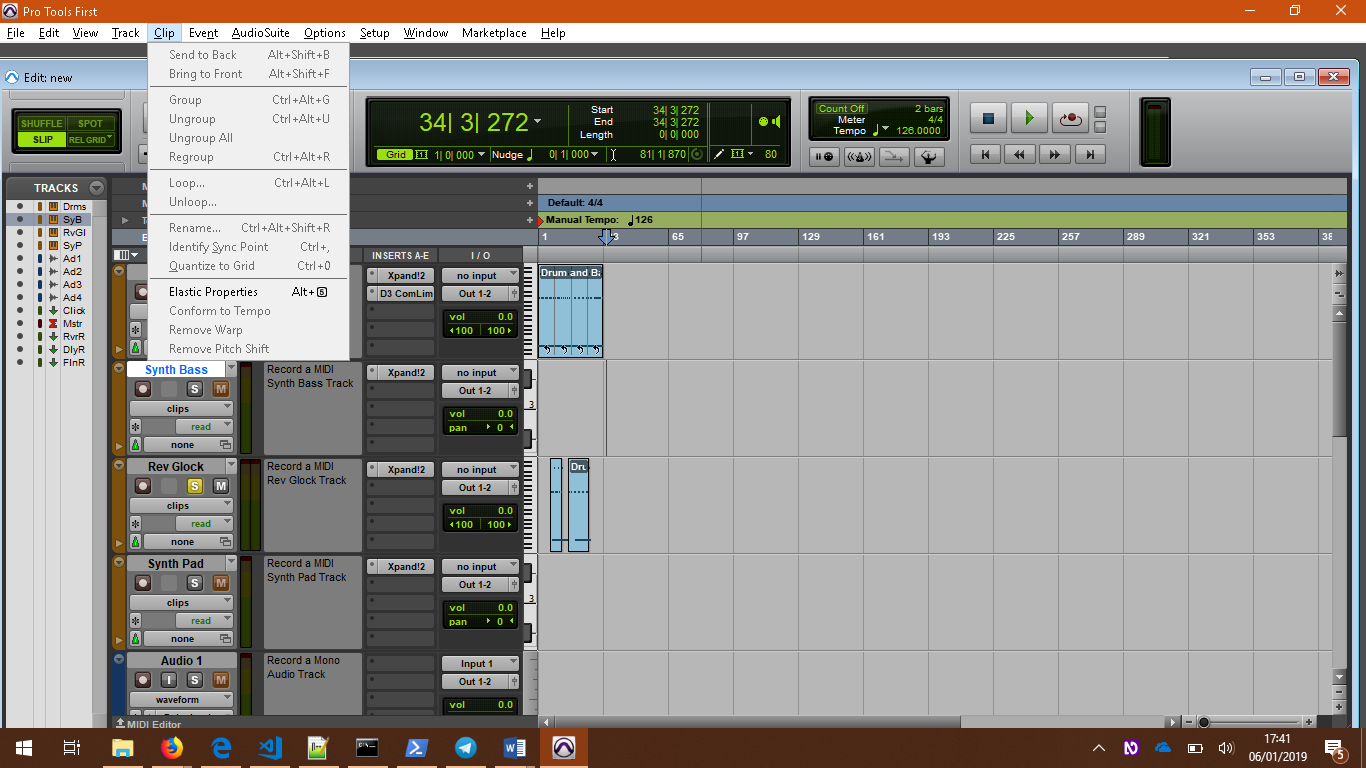 Pro Tools First
File Edit View Track Clip Event AudioSuite Options Setup Window Marketplace Help
Send to Back Alt+Shift+B
Bring to Front Alt+Shift+F
Group Ctrl+Alt+G
Ungroup Ctrl+Alt+U
Ungroup All
Regroup Ctrl+Alt+R
Loop... Ctrl+Alt+L
Unloop...
Rename... Ctrl+Alt+Shift+R
Identify Sync Point Ctrl+,
Quantize to Grid Ctrl+0
Elastic Properties Alt+5
Conform to Tempo
Remove Warp
Remove Pitch Shift
Edit: new
SHUFFLE SPOT
SLIP REL GRID
34| 3| 272
Start 34| 3| 272
End 34| 3| 272
Length 0| 0| 000
Grid 1| 0| 000 Nudge 0| 1| 000 81| 1| 870 80
Count Off 2 bars
Meter 4/4
Tempo 126.0000
TRACKS
Drms
SyB
RvGl
SyP
Ad1
Ad2
Ad3
Ad4
Click
Mstr
RvrR
DlyR
FlnR
Default: 4/4
Manual Tempo: 126
1 3 65 97 129 161 193 225 257 289 321 353 38
INSERTS A-E I / O
Xpand!2 no input
D3 ComLim Out 1-2
vol 0.0
100 100
Drum and Ba
Synth Bass
S M
clips
read
none
Record a MIDI
Synth Bass Track
Xpand!2 no input
Out 1-2
vol 0.0
pan 0
3
Rev Glock
S M
clips
read
none
Record a MIDI
Rev Glock Track
Xpand!2 no input
Out 1-2
vol 0.0
100 100
Dru
Synth Pad
S M
clips
read
none
Record a MIDI
Synth Pad Track
Xpand!2 no input
Out 1-2
vol 0.0
pan 0
3
Audio 1
I S M
waveform
Record a Mono
Audio Track
Input 1
Out 1-2
vol 0.0
MIDI Editor
17:41
06/01/2019
5